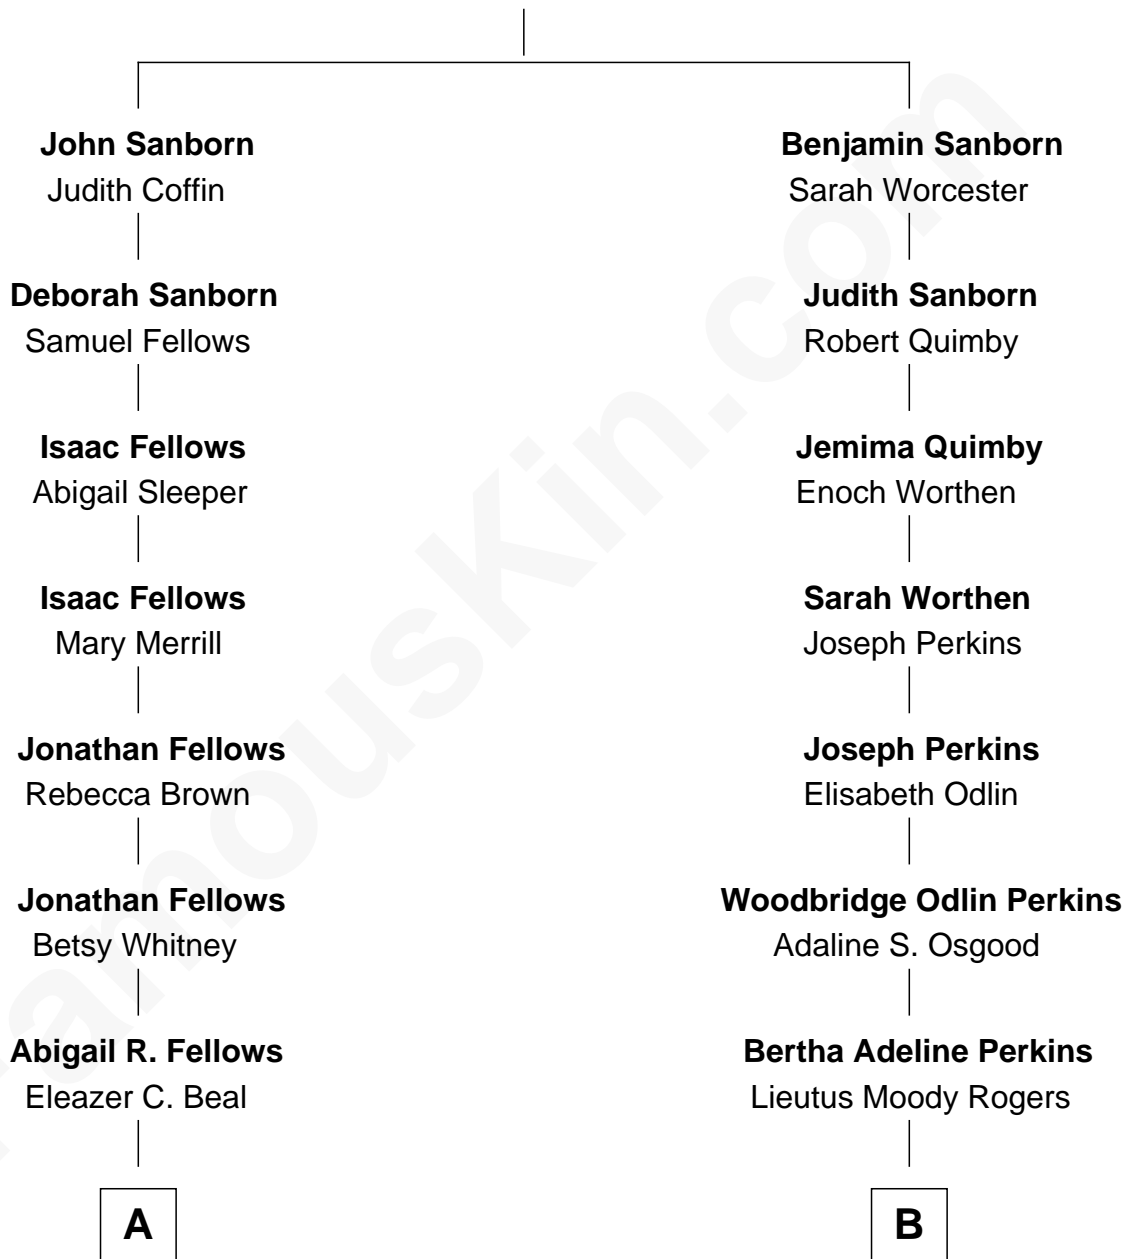 John Sanborn
Judith Coffin
Deborah Sanborn
Samuel Fellows
Isaac Fellows
Abigail Sleeper
Isaac Fellows
Mary Merrill
Jonathan Fellows
Rebecca Brown
Jonathan Fellows
Betsy Whitney
Abigail R. Fellows
Eleazer C. Beal
A
Benjamin Sanborn
Sarah Worcester
Judith Sanborn
Robert Quimby
Jemima Quimby
Enoch Worthen
Sarah Worthen
Joseph Perkins
Joseph Perkins
Elisabeth Odlin
Woodbridge Odlin Perkins
Adaline S. Osgood
Bertha Adeline Perkins
Lieutus Moody Rogers
B
FamousKin.com